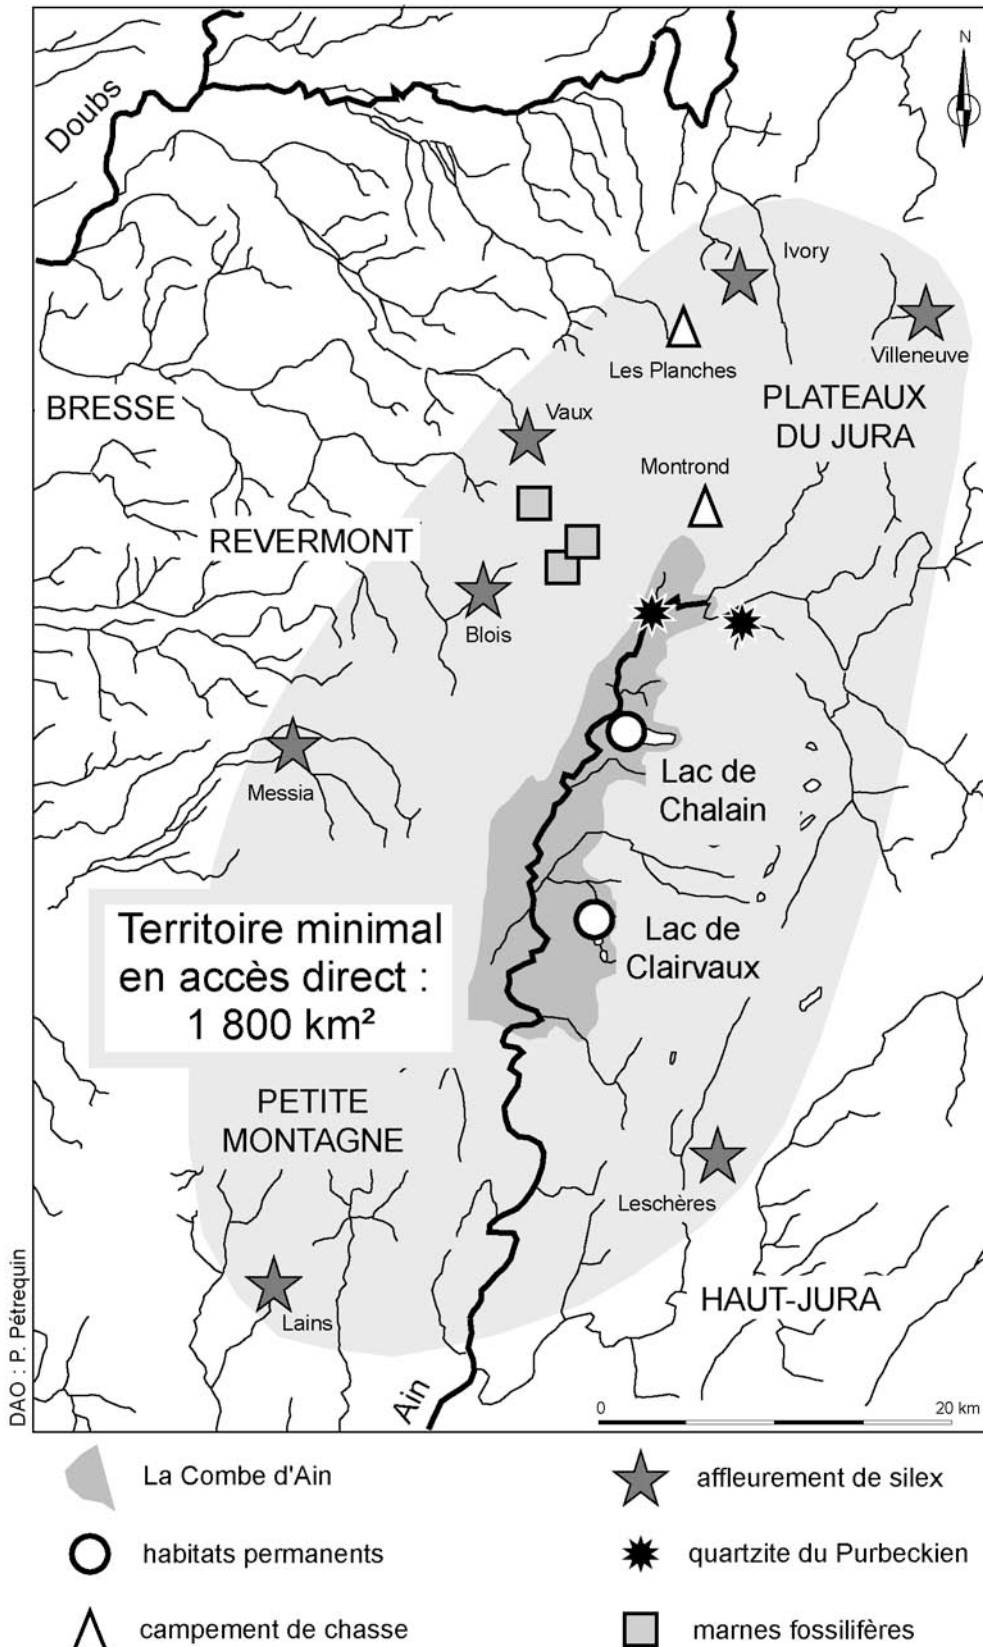 N
Doubs
Ivory
Villeneuve
Les Planches
BRESSE
PLATEAUX
DU JURA
Vaux
Montrond
REVERMONT
Blois
Messia
Lac de
Chalain
Territoire minimal
en accès direct :
1 800 km²
Lac de
Clairvaux
PETITE
MONTAGNE
Leschères
HAUT-JURA
Lains
Ain
0 20 km
DAO : P. Pétrequin
La Combe d'Ain
affleurement de silex
habitats permanents
quartzite du Purbeckien
campement de chasse
marnes fossilifères